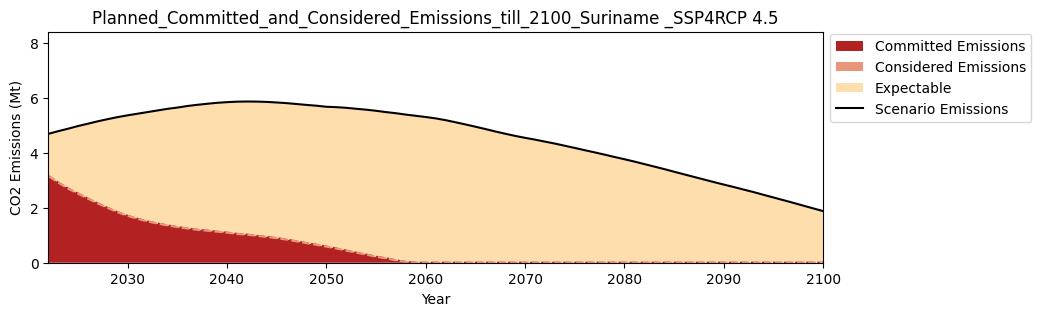 Planned_Committed_and_Considered_Emissions_till_2100_Suriname _SSP4RCP 4.5
CO2 Emissions (Mt)
8
6
4
2
0
2030 2040 2050 2060 2070 2080 2090 2100
Year
Committed Emissions
Considered Emissions
Expectable
Scenario Emissions